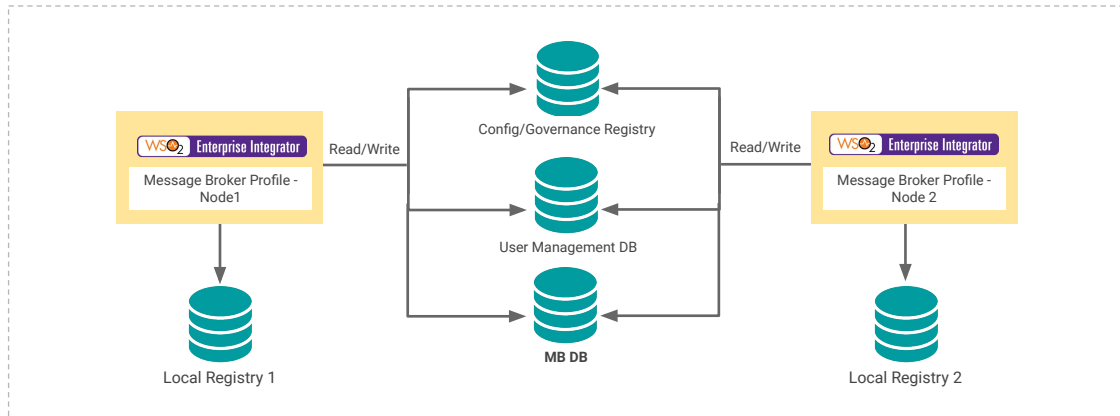 Config/Governance Registry
WSO2 Enterprise Integrator
Message Broker Profile -
Node1
Read/Write
Read/Write
WSO2 Enterprise Integrator
Message Broker Profile -
Node 2
User Management DB
MB DB
Local Registry 1
Local Registry 2